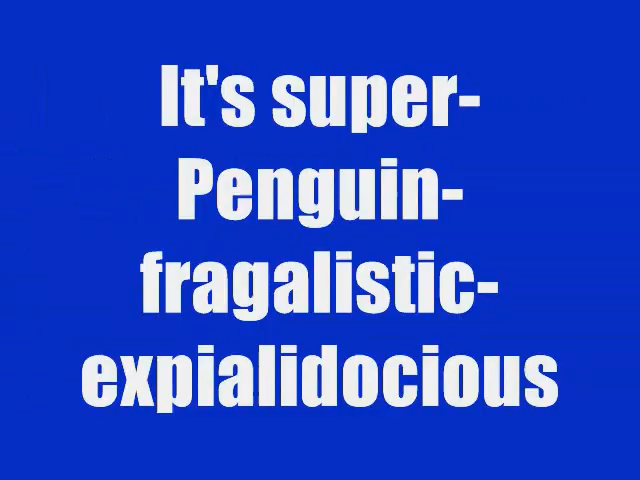 It's super-
Penguin-
fragalistic-
expialidocious